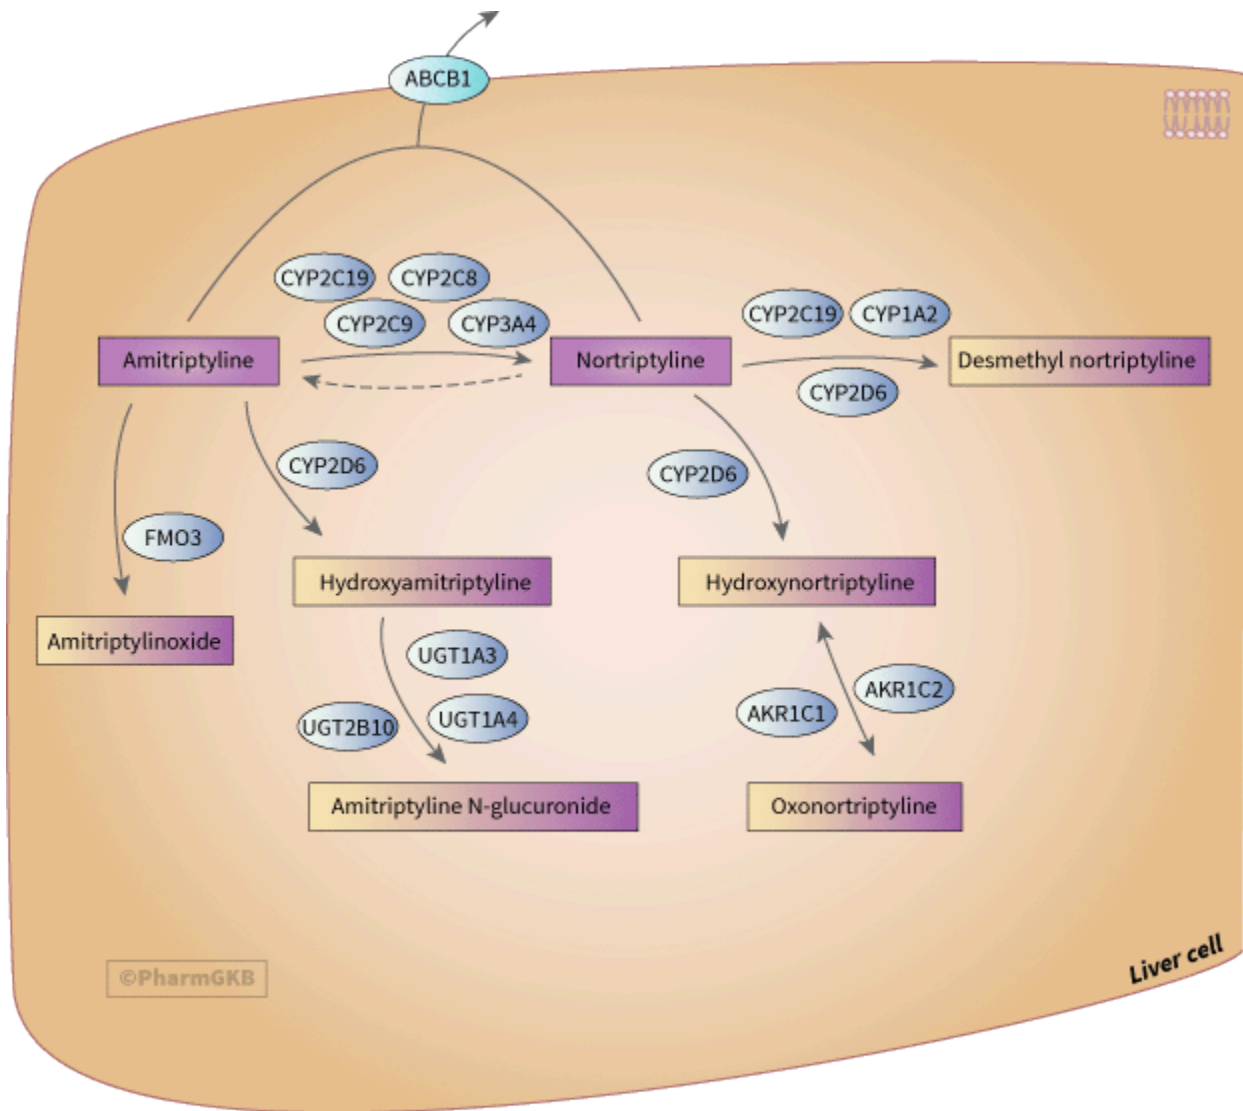 ABCB1
CYP2C19
CYP2C8
CYP2C9
CYP3A4
CYP2C19
CYP1A2
Amitriptyline
Nortriptyline
Desmethyl nortriptyline
CYP2D6
CYP2D6
CYP2D6
FMO3
Hydroxyamitriptyline
Hydroxynortriptyline
Amitriptylinoxide
UGT1A3
AKR1C2
UGT2B10
UGT1A4
AKR1C1
Amitriptyline N-glucuronide
Oxonortriptyline
Liver cell
©PharmGKB